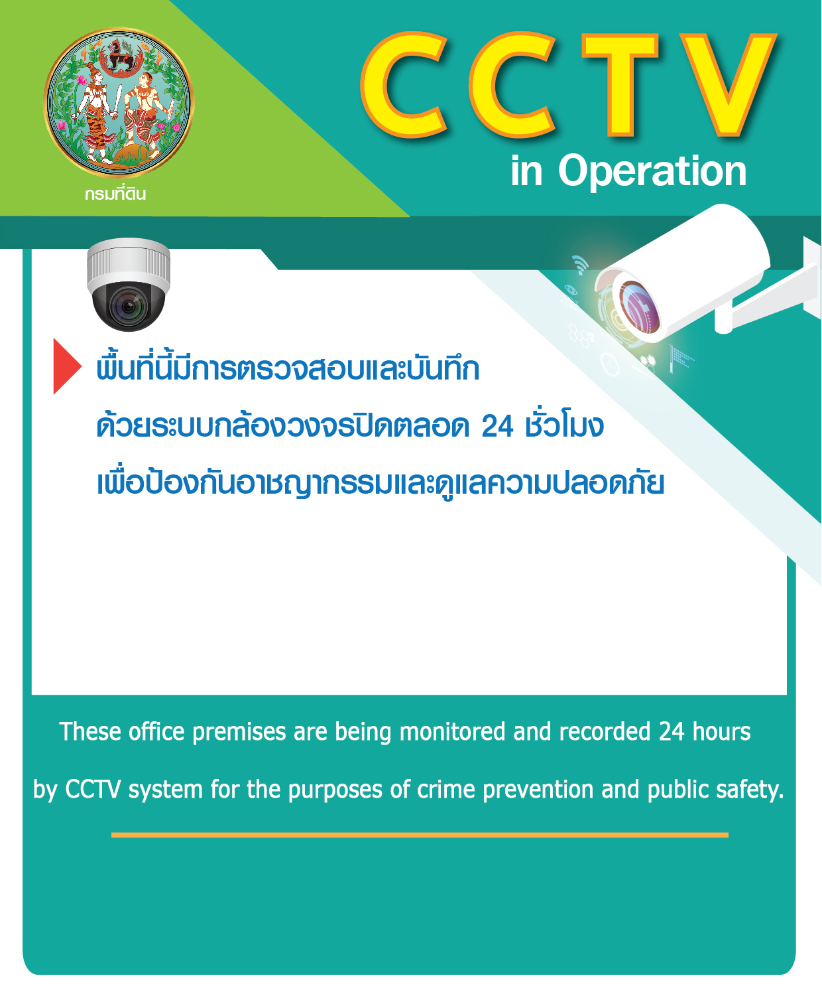 CCTV
in Operation
กรมที่ดิน
พื้นที่นี้มีการตรวจสอบและบันทึก
ด้วยระบบกล้องวงจรปิดตลอด 24 ชั่วโมง
เพื่อป้องกันอาชญากรรมและดูแลความปลอดภัย
These office premises are being monitored and recorded 24 hours
by CCTV system for the purposes of crime prevention and public safety.